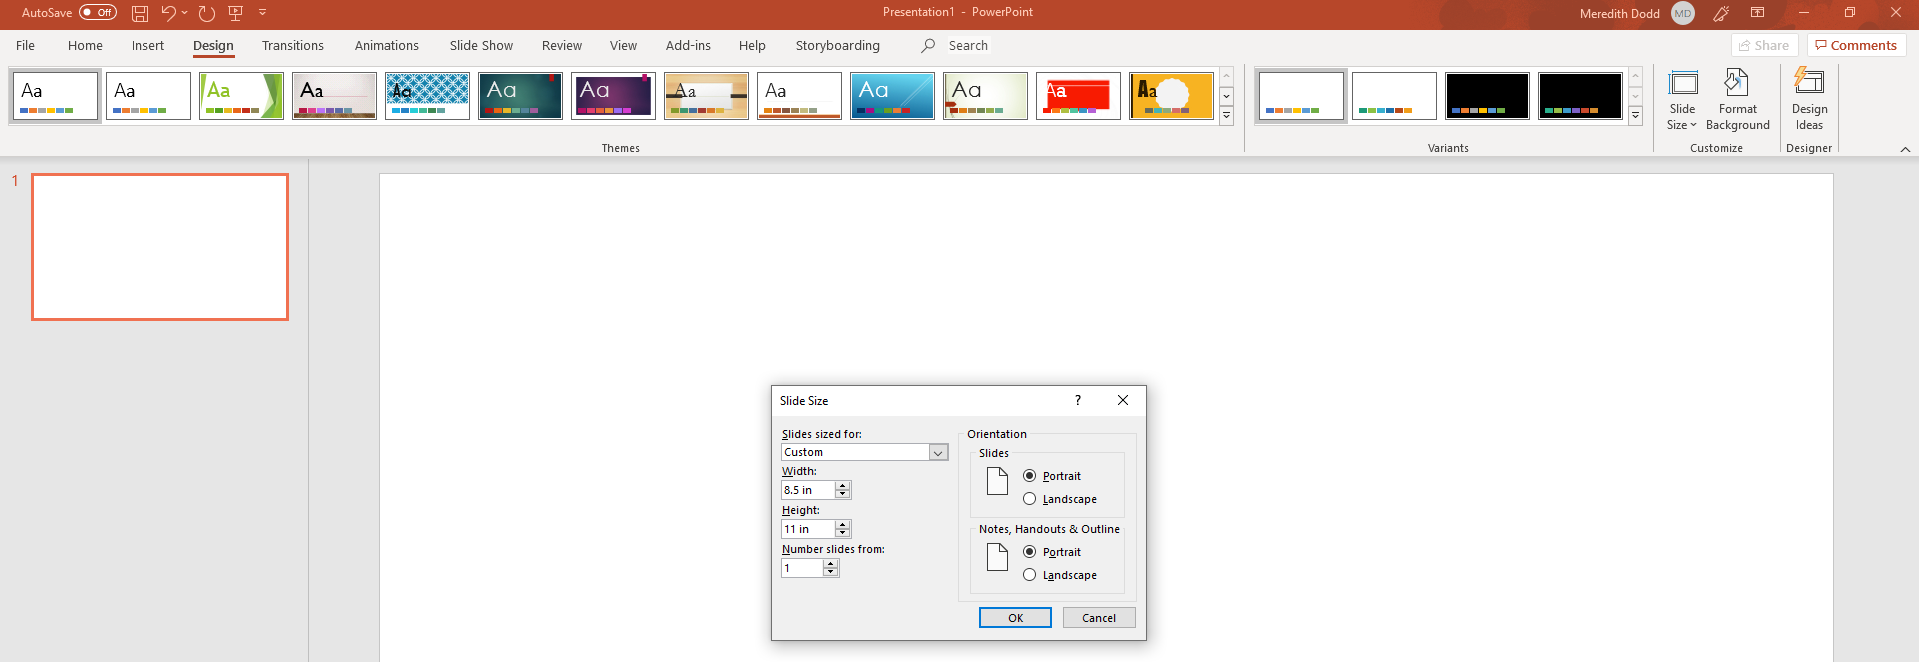 AutoSave Off Presentation1 - PowerPoint Meredith Dodd MD
File Home Insert Design Transitions Animations Slide Show Review View Add-ins Help Storyboarding Search Share Comments
Aa Aa Aa Aa Aa Aa Aa Aa Aa Aa Aa Aa Aa
Slide Size
Format Background
Design Ideas
Themes Variants Customize Designer
1
Slide Size ?
Slides sized for:
Custom
Width:
8.5 in
Height:
11 in
Number slides from:
1
Orientation
Slides
Portrait
Landscape
Notes, Handouts & Outline
Portrait
Landscape
OK Cancel